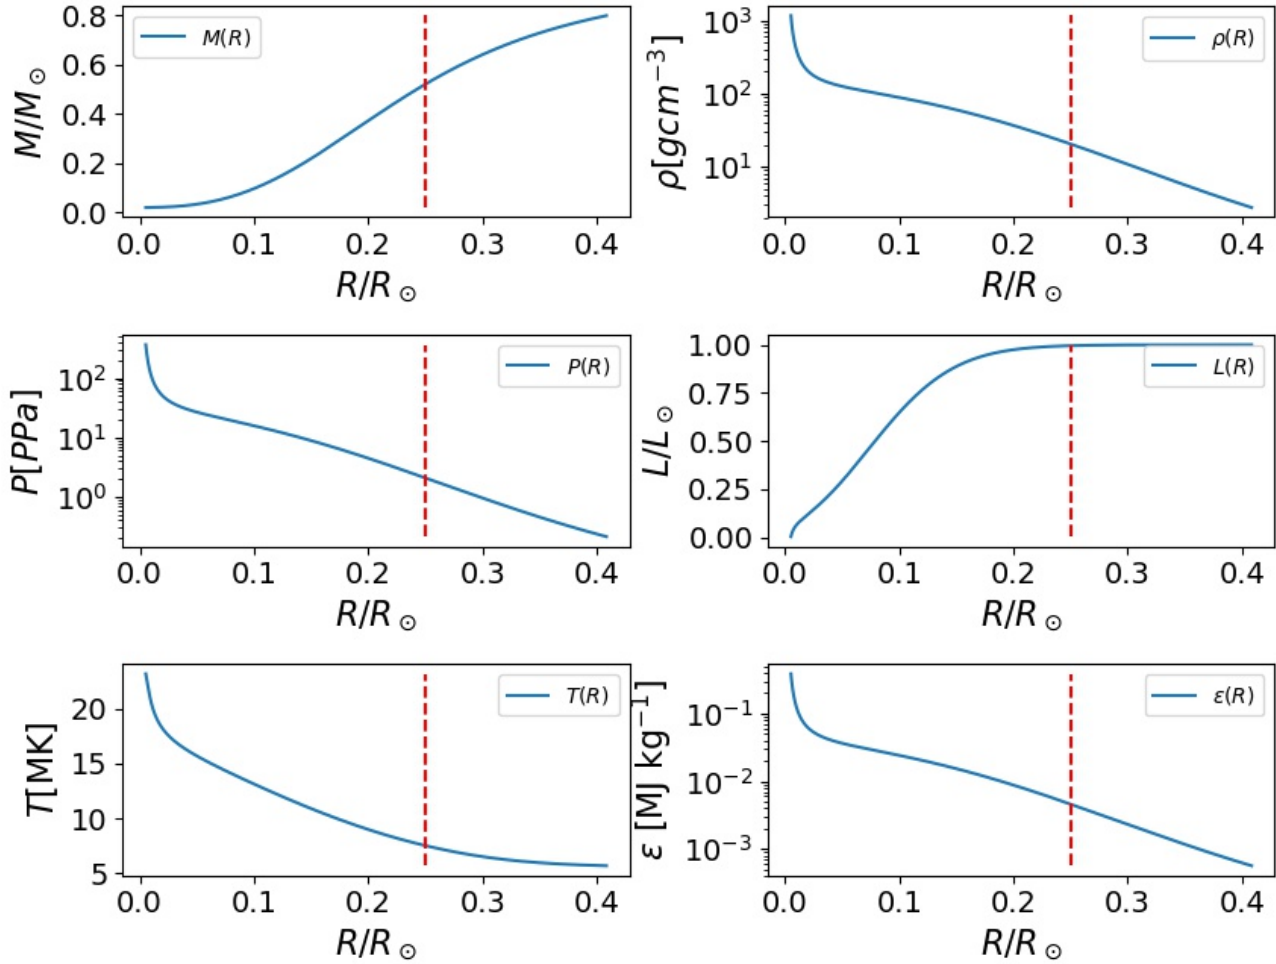 M/M⊙
0.8
0.6
0.4
0.2
0.0
M(R)
0.0 0.1 0.2 0.3 0.4
R/R⊙
ρ[gcm⁻³]
10³
10²
10¹
ρ(R)
0.0 0.1 0.2 0.3 0.4
R/R⊙
P[PPa]
10²
10¹
10⁰
P(R)
0.0 0.1 0.2 0.3 0.4
R/R⊙
L/L⊙
1.00
0.75
0.50
0.25
0.00
L(R)
0.0 0.1 0.2 0.3 0.4
R/R⊙
T[MK]
20
15
10
5
T(R)
0.0 0.1 0.2 0.3 0.4
R/R⊙
ε [MJ kg⁻¹]
10⁻¹
10⁻²
10⁻³
ε(R)
0.0 0.1 0.2 0.3 0.4
R/R⊙